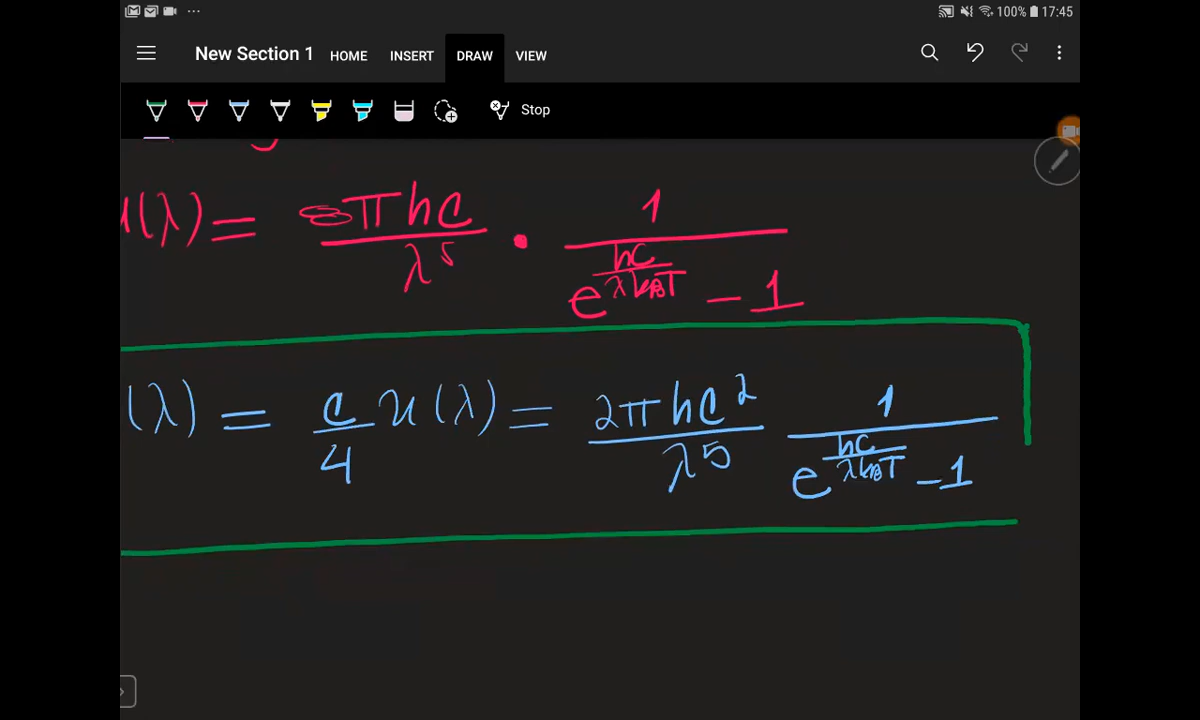 100% 17:45
New Section 1 HOME INSERT DRAW VIEW
Stop
u(λ) = 8πhc/λ⁵ · 1/(e^(hc/(λk_BT)) - 1)
(λ) = c/4 u(λ) = 2πhc²/λ⁵ 1/(e^(hc/(λk_BT)) - 1)